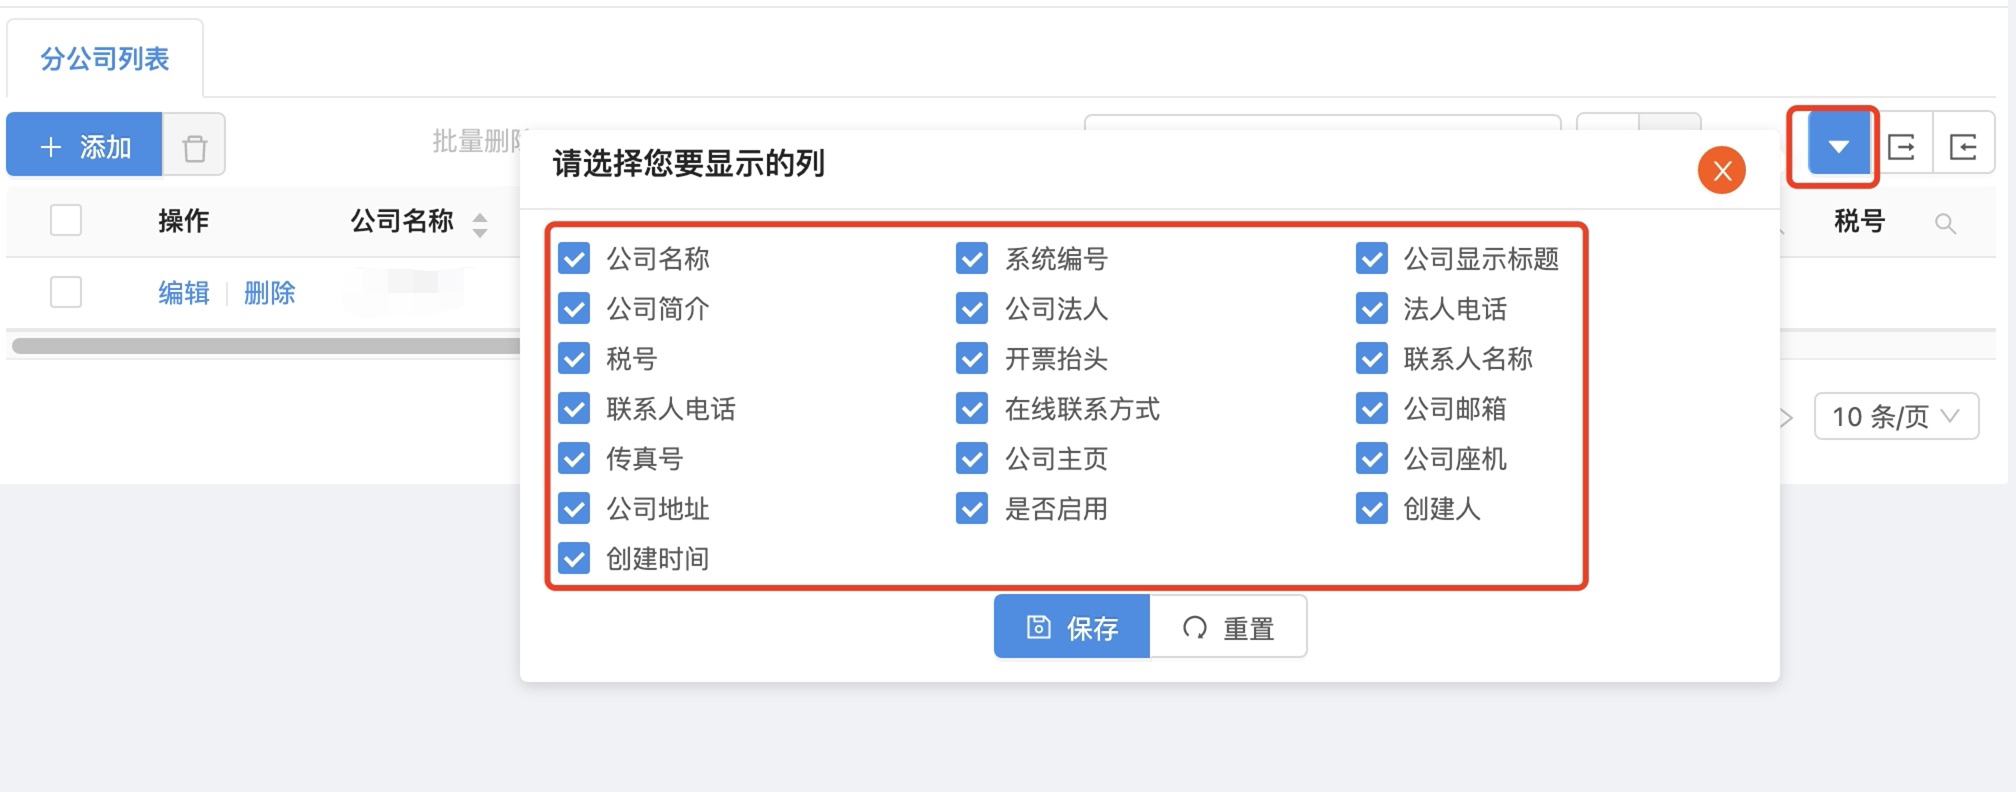 分公司列表
添加
批量删除
请选择您要显示的列
操作
公司名称
税号
编辑
删除
公司名称
系统编号
公司显示标题
公司简介
公司法人
法人电话
税号
开票抬头
联系人名称
联系人电话
在线联系方式
公司邮箱
传真号
公司主页
公司座机
公司地址
是否启用
创建人
创建时间
10 条/页
保存
重置